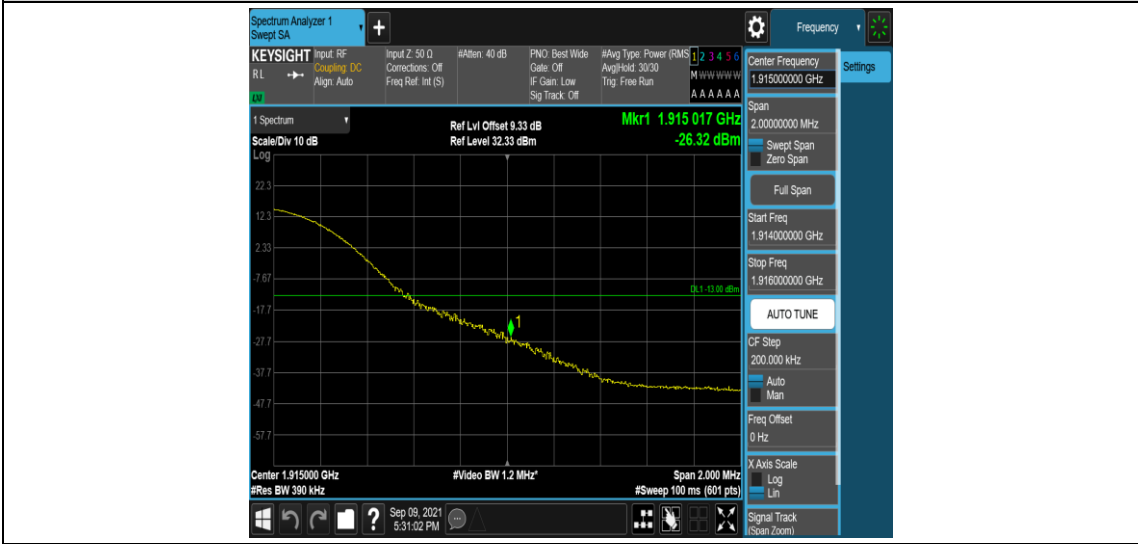 Spectrum Analyzer 1
Swept SA
+
Frequency
KEYSIGHT
RL
LM
Input: RF
Coupling: DC
Align: Auto
Input Z: 50 Ω
Corrections: Off
Freq Ref: Int (S)
#Atten: 40 dB
PNO: Best Wide
Gate: Off
IF Gain: Low
Sig Track: Off
#Avg Type: Power (RMS
Avg|Hold: 30/30
Trig: Free Run
1 2 3 4 5 6
M W W W W W
A A A A A A
1 Spectrum
Scale/Div 10 dB
Log
Ref Lvl Offset 9.33 dB
Ref Level 32.33 dBm
Mkr1 1.915 017 GHz
-26.32 dBm
22.3
12.3
2.33
-7.67
-17.7
-27.7
-37.7
-47.7
-57.7
DL1 -13.00 dBm
1
Center 1.915000 GHz
#Res BW 390 kHz
#Video BW 1.2 MHz*
Span 2.000 MHz
#Sweep 100 ms (601 pts)
?
Sep 09, 2021
5:31:02 PM
Center Frequency
1.915000000 GHz
Span
2.00000000 MHz
Swept Span
Zero Span
Full Span
Start Freq
1.914000000 GHz
Stop Freq
1.916000000 GHz
AUTO TUNE
CF Step
200.000 kHz
Auto
Man
Freq Offset
0 Hz
X Axis Scale
Log
Lin
Signal Track
(Span Zoom)
Settings